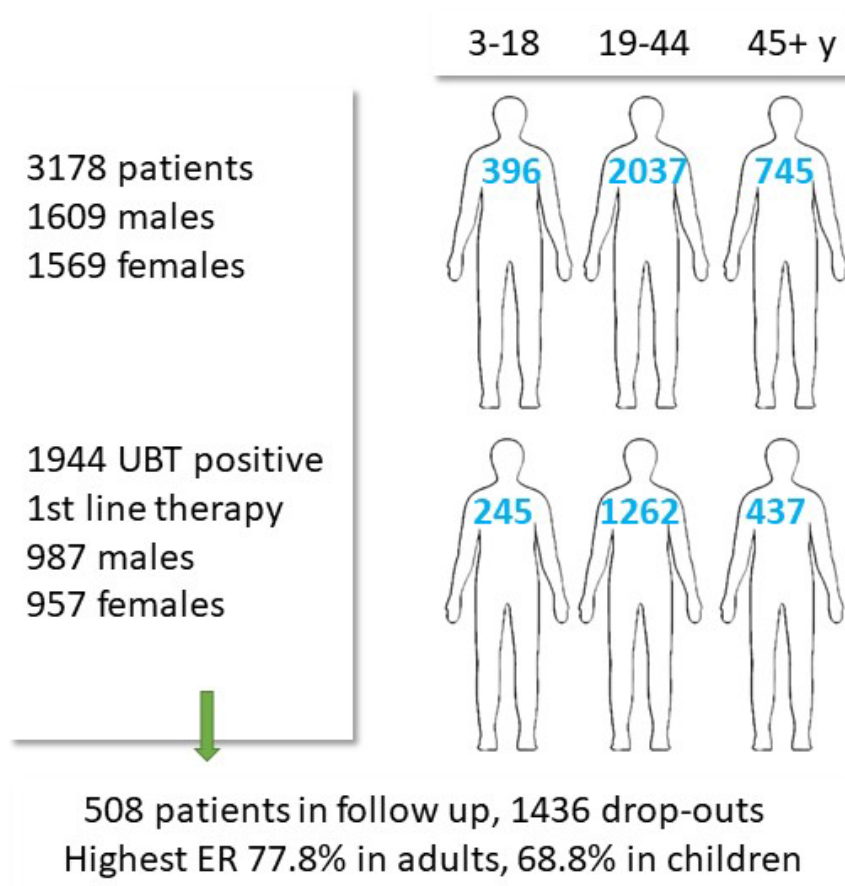 3-18 19-44 45+ y
3178 patients
1609 males
1569 females
396 2037 745
1944 UBT positive
1st line therapy
987 males
957 females
245 1262 437
508 patients in follow up, 1436 drop-outs
Highest ER 77.8% in adults, 68.8% in children